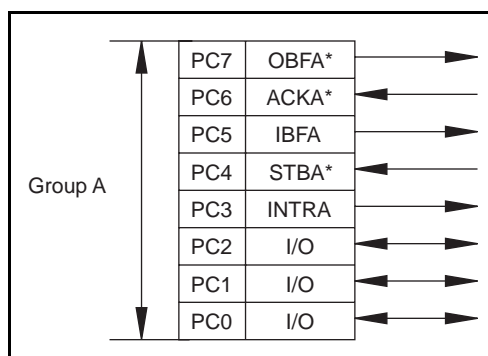 PC7 OBFA*
PC6 ACKA*
PC5 IBFA
PC4 STBA*
Group A
PC3 INTRA
PC2 I/O
PC1 I/O
PC0 I/O